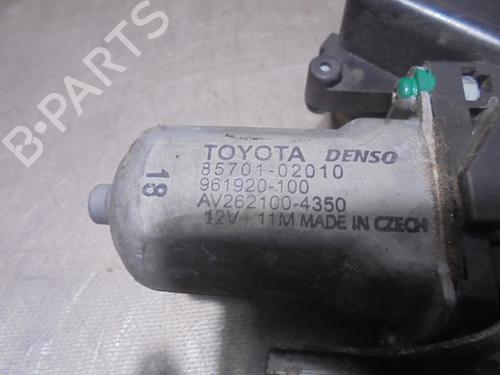 B-PARTS
TOYOTA DENSO
85701-02010
961920-100
AV262100-4350
12V 11M MADE IN CZECH
18